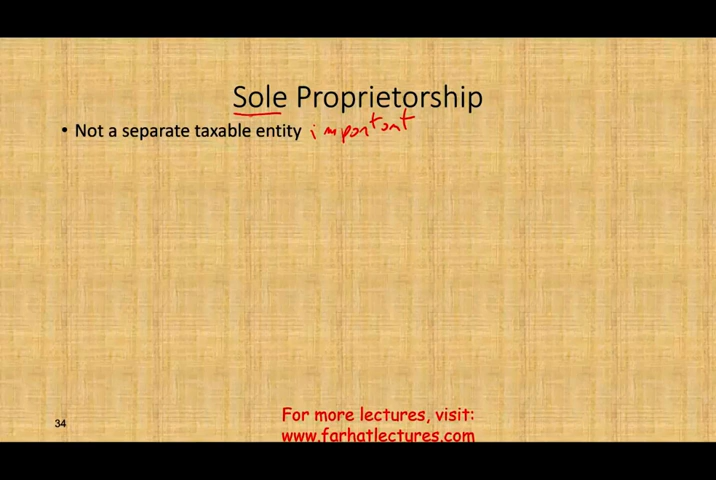 Sole Proprietorship
• Not a separate taxable entity important
34
For more lectures, visit:
www.farhatlectures.com